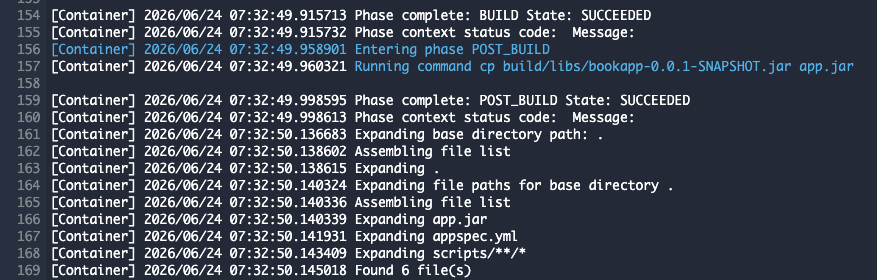 154 [Container] 2026/06/24 07:32:49.915713 Phase complete: BUILD State: SUCCEEDED
155 [Container] 2026/06/24 07:32:49.915732 Phase context status code:  Message:
156 [Container] 2026/06/24 07:32:49.958901 Entering phase POST_BUILD
157 [Container] 2026/06/24 07:32:49.960321 Running command cp build/libs/bookapp-0.0.1-SNAPSHOT.jar app.jar
158
159 [Container] 2026/06/24 07:32:49.998595 Phase complete: POST_BUILD State: SUCCEEDED
160 [Container] 2026/06/24 07:32:49.998613 Phase context status code:  Message:
161 [Container] 2026/06/24 07:32:50.136683 Expanding base directory path: .
162 [Container] 2026/06/24 07:32:50.138602 Assembling file list
163 [Container] 2026/06/24 07:32:50.138615 Expanding .
164 [Container] 2026/06/24 07:32:50.140324 Expanding file paths for base directory .
165 [Container] 2026/06/24 07:32:50.140336 Assembling file list
166 [Container] 2026/06/24 07:32:50.140339 Expanding app.jar
167 [Container] 2026/06/24 07:32:50.141931 Expanding appspec.yml
168 [Container] 2026/06/24 07:32:50.143409 Expanding scripts/**/*
169 [Container] 2026/06/24 07:32:50.145018 Found 6 file(s)